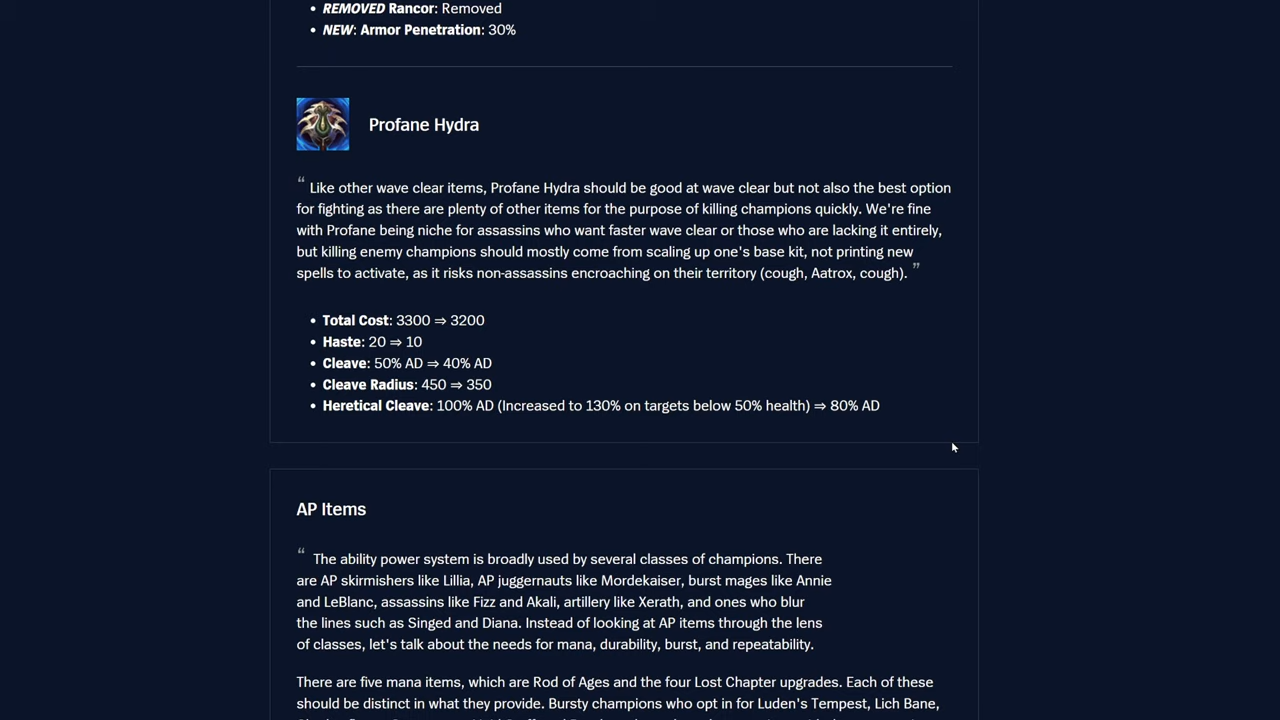 • REMOVED Rancor: Removed
• NEW: Armor Penetration: 30%
Profane Hydra
“ Like other wave clear items, Profane Hydra should be good at wave clear but not also the best option
for fighting as there are plenty of other items for the purpose of killing champions quickly. We're fine
with Profane being niche for assassins who want faster wave clear or those who are lacking it entirely,
but killing enemy champions should mostly come from scaling up one's base kit, not printing new
spells to activate, as it risks non-assassins encroaching on their territory (cough, Aatrox, cough). ”
• Total Cost: 3300 ⇒ 3200
• Haste: 20 ⇒ 10
• Cleave: 50% AD ⇒ 40% AD
• Cleave Radius: 450 ⇒ 350
• Heretical Cleave: 100% AD (Increased to 130% on targets below 50% health) ⇒ 80% AD
AP Items
“ The ability power system is broadly used by several classes of champions. There
are AP skirmishers like Lillia, AP juggernauts like Mordekaiser, burst mages like Annie
and LeBlanc, assassins like Fizz and Akali, artillery like Xerath, and ones who blur
the lines such as Singed and Diana. Instead of looking at AP items through the lens
of classes, let's talk about the needs for mana, durability, burst, and repeatability.
There are five mana items, which are Rod of Ages and the four Lost Chapter upgrades. Each of these
should be distinct in what they provide. Bursty champions who opt in for Luden's Tempest, Lich Bane,